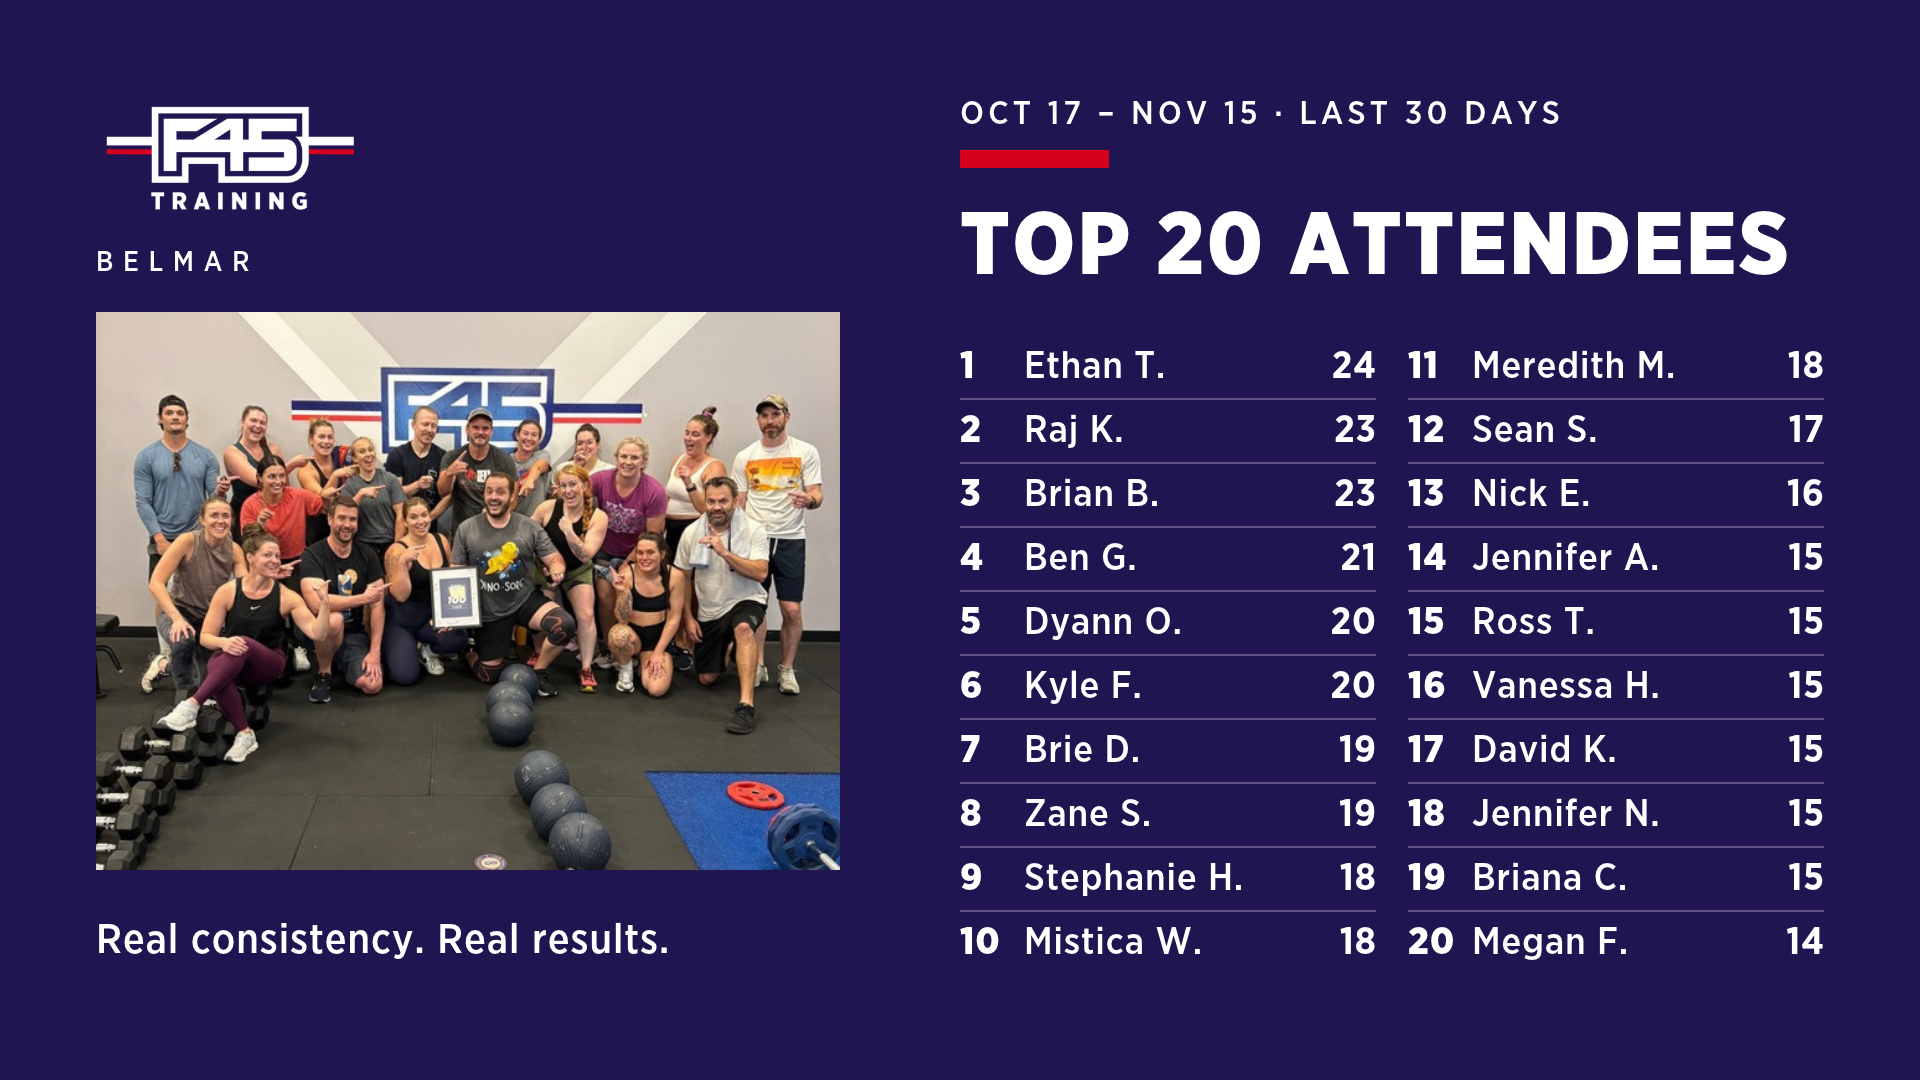 F45
TRAINING
BELMAR
F45
100
Real consistency. Real results.
OCT 17 – NOV 15 · LAST 30 DAYS
TOP 20 ATTENDEES
1 Ethan T. 24
2 Raj K. 23
3 Brian B. 23
4 Ben G. 21
5 Dyann O. 20
6 Kyle F. 20
7 Brie D. 19
8 Zane S. 19
9 Stephanie H. 18
10 Mistica W. 18
11 Meredith M. 18
12 Sean S. 17
13 Nick E. 16
14 Jennifer A. 15
15 Ross T. 15
16 Vanessa H. 15
17 David K. 15
18 Jennifer N. 15
19 Briana C. 15
20 Megan F. 14